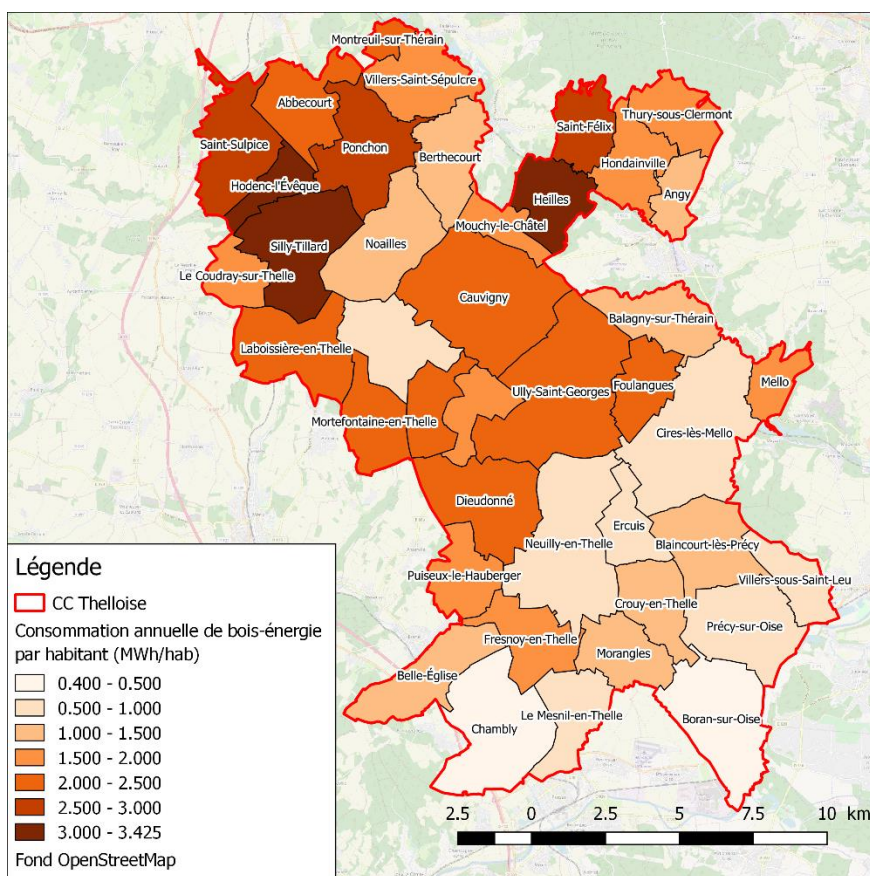 Montreuil-sur-Thérain
Villers-Saint-Sépulcre
Abbecourt
Thury-sous-Clermont
Saint-Félix
Saint-Sulpice
Ponchon
Berthecourt
Hondainville
Hodenc-l'Évêque
Heilles
Angy
Mouchy-le-Châtel
Silly-Tillard
Noailles
Le Coudray-sur-Thelle
Cauvigny
Balagny-sur-Thérain
Laboissière-en-Thelle
Mello
Ully-Saint-Georges
Foulangues
Mortefontaine-en-Thelle
Cires-lès-Mello
Dieudonné
Ercuis
Neuilly-en-Thelle
Blaincourt-lès-Précy
Puiseux-le-Hauberger
Villers-sous-Saint-Leu
Crouy-en-Thelle
Précy-sur-Oise
Fresnoy-en-Thelle
Morangles
Belle-Église
Le Mesnil-en-Thelle
Boran-sur-Oise
Chambly
Légende
CC Thelloise
Consommation annuelle de bois-énergie
par habitant (MWh/hab)
0.400 - 0.500
0.500 - 1.000
1.000 - 1.500
1.500 - 2.000
2.000 - 2.500
2.500 - 3.000
3.000 - 3.425
Fond OpenStreetMap
2.5 0 2.5 5 7.5 10 km